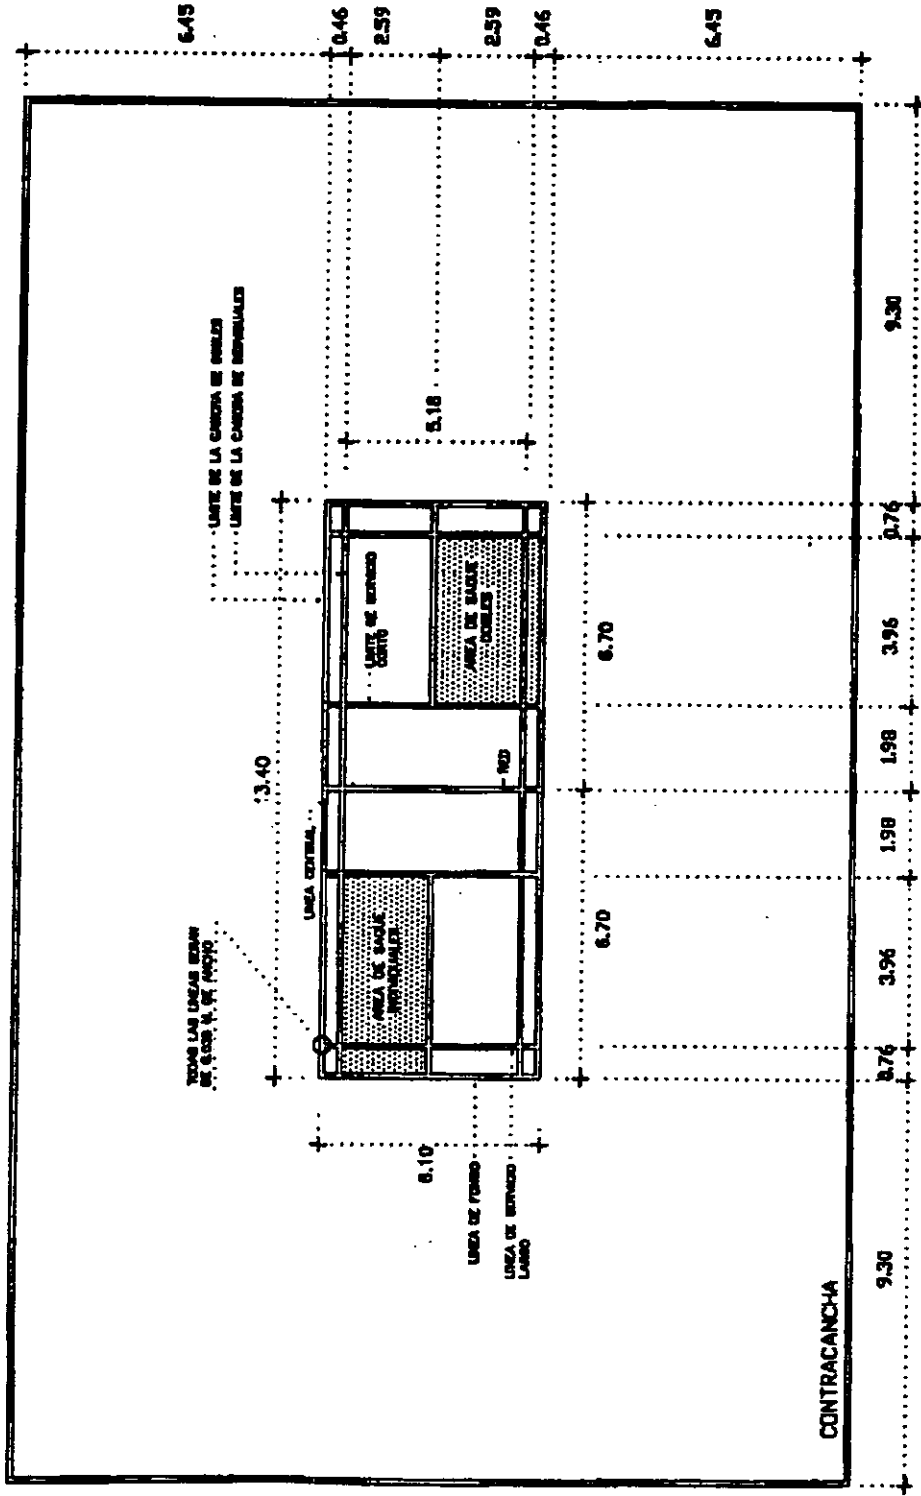 6.45
0.46
2.59
2.59
0.46
6.45
LIMITE DE LA CANCHA DE DOBLES
LIMITE DE LA CANCHA DE INDIVIDUALES
5.18
9.30
0.76
3.96
1.98
1.98
3.96
0.76
9.30
13.40
6.70
6.70
LIMITE DE SERVICIO
CORTO
AREA DE SAQUE
DOBLES
RED
LINEA CENTRAL
AREA DE SAQUE
INDIVIDUALES
TODAS LAS LINEAS SERAN
DE 0.038 M. DE ANCHO
6.10
LINEA DE FONDO
LINEA DE SERVICIO
LARGO
CONTRACANCHA